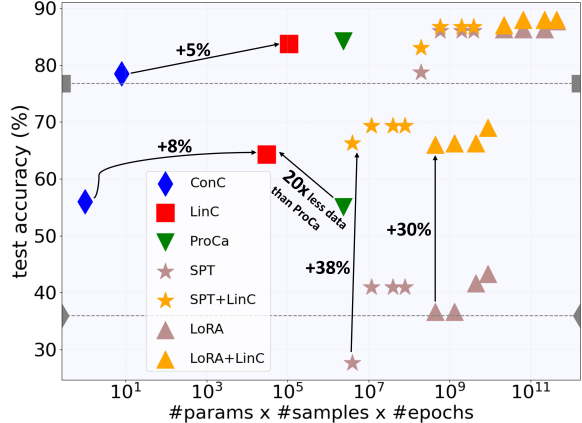 90
80
70
60
50
40
30
test accuracy (%)
+5%
+8%
20x less data
than ProCa
+38%
+30%
ConC
LinC
ProCa
SPT
SPT+LinC
LoRA
LoRA+LinC
10¹ 10³ 10⁵ 10⁷ 10⁹ 10¹¹
#params x #samples x #epochs